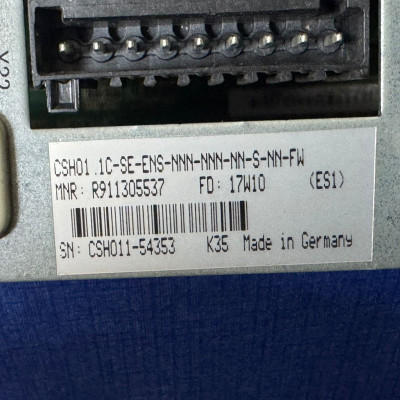 X22
CSH01.1C-SE-ENS-NNN-NNN-NN-S-NN-FW
MNR: R911305537 FD: 17W10 (ES1)
SN: CSH011-54353 K35 Made in Germany